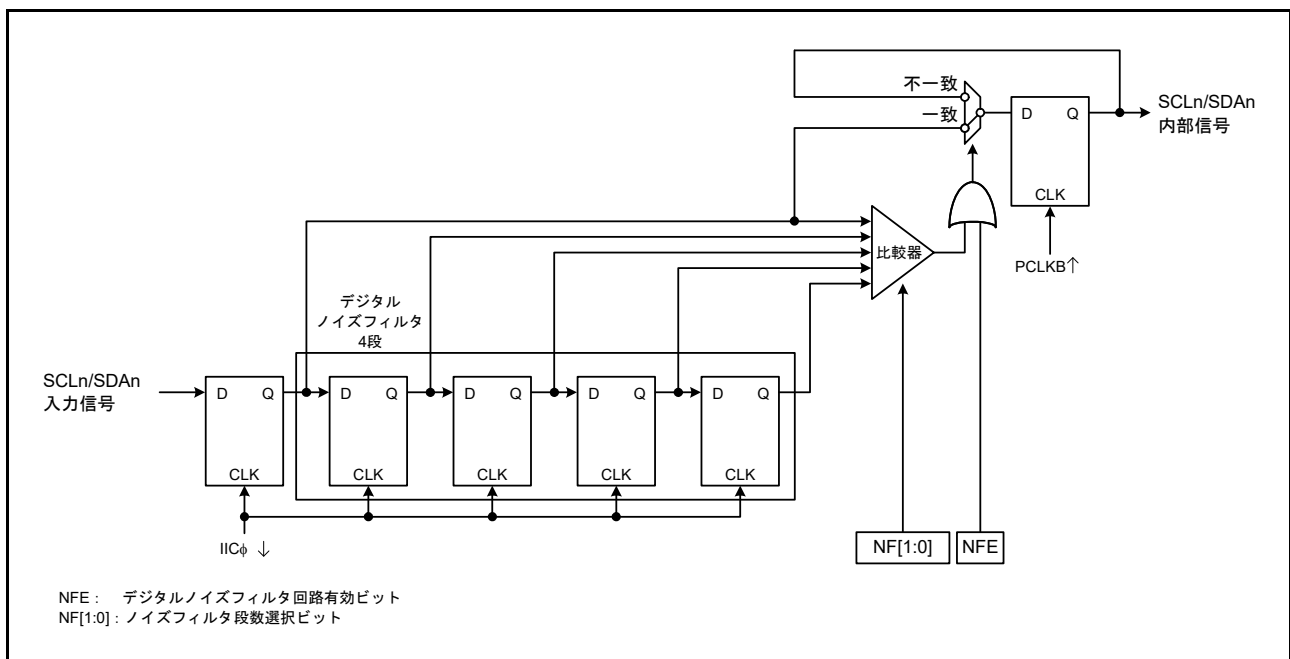 不一致
一致
D Q
CLK
SCLn/SDAn
内部信号
PCLKB↑
比較器
デジタル
ノイズフィルタ
4段
SCLn/SDAn
入力信号
D Q
CLK
D Q
CLK
D Q
CLK
D Q
CLK
D Q
CLK
IICφ ↓
NF[1:0]
NFE
NFE： デジタルノイズフィルタ回路有効ビット
NF[1:0]：ノイズフィルタ段数選択ビット